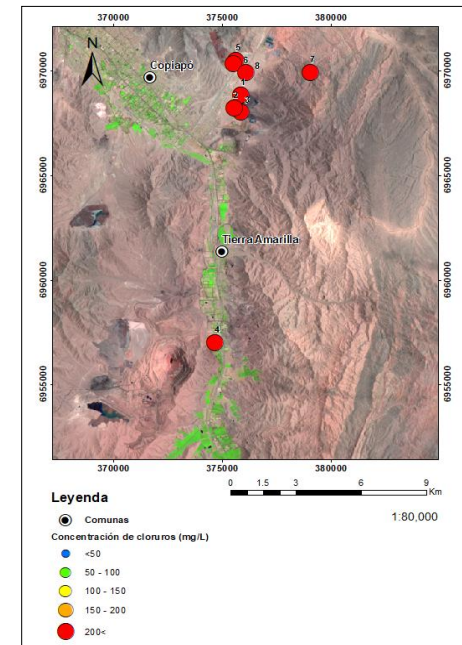 370000 375000 380000
N
Copiapó
5
6
8
7
1
2
3
6970000
6970000
6965000
6965000
Tierra Amarilla
6960000
6960000
4
6955000
6955000
370000 375000 380000
Leyenda
Comunas
Concentración de cloruros (mg/L)
<50
50 - 100
100 - 150
150 - 200
200<
0 1.5 3 6 9
Km
1:80,000